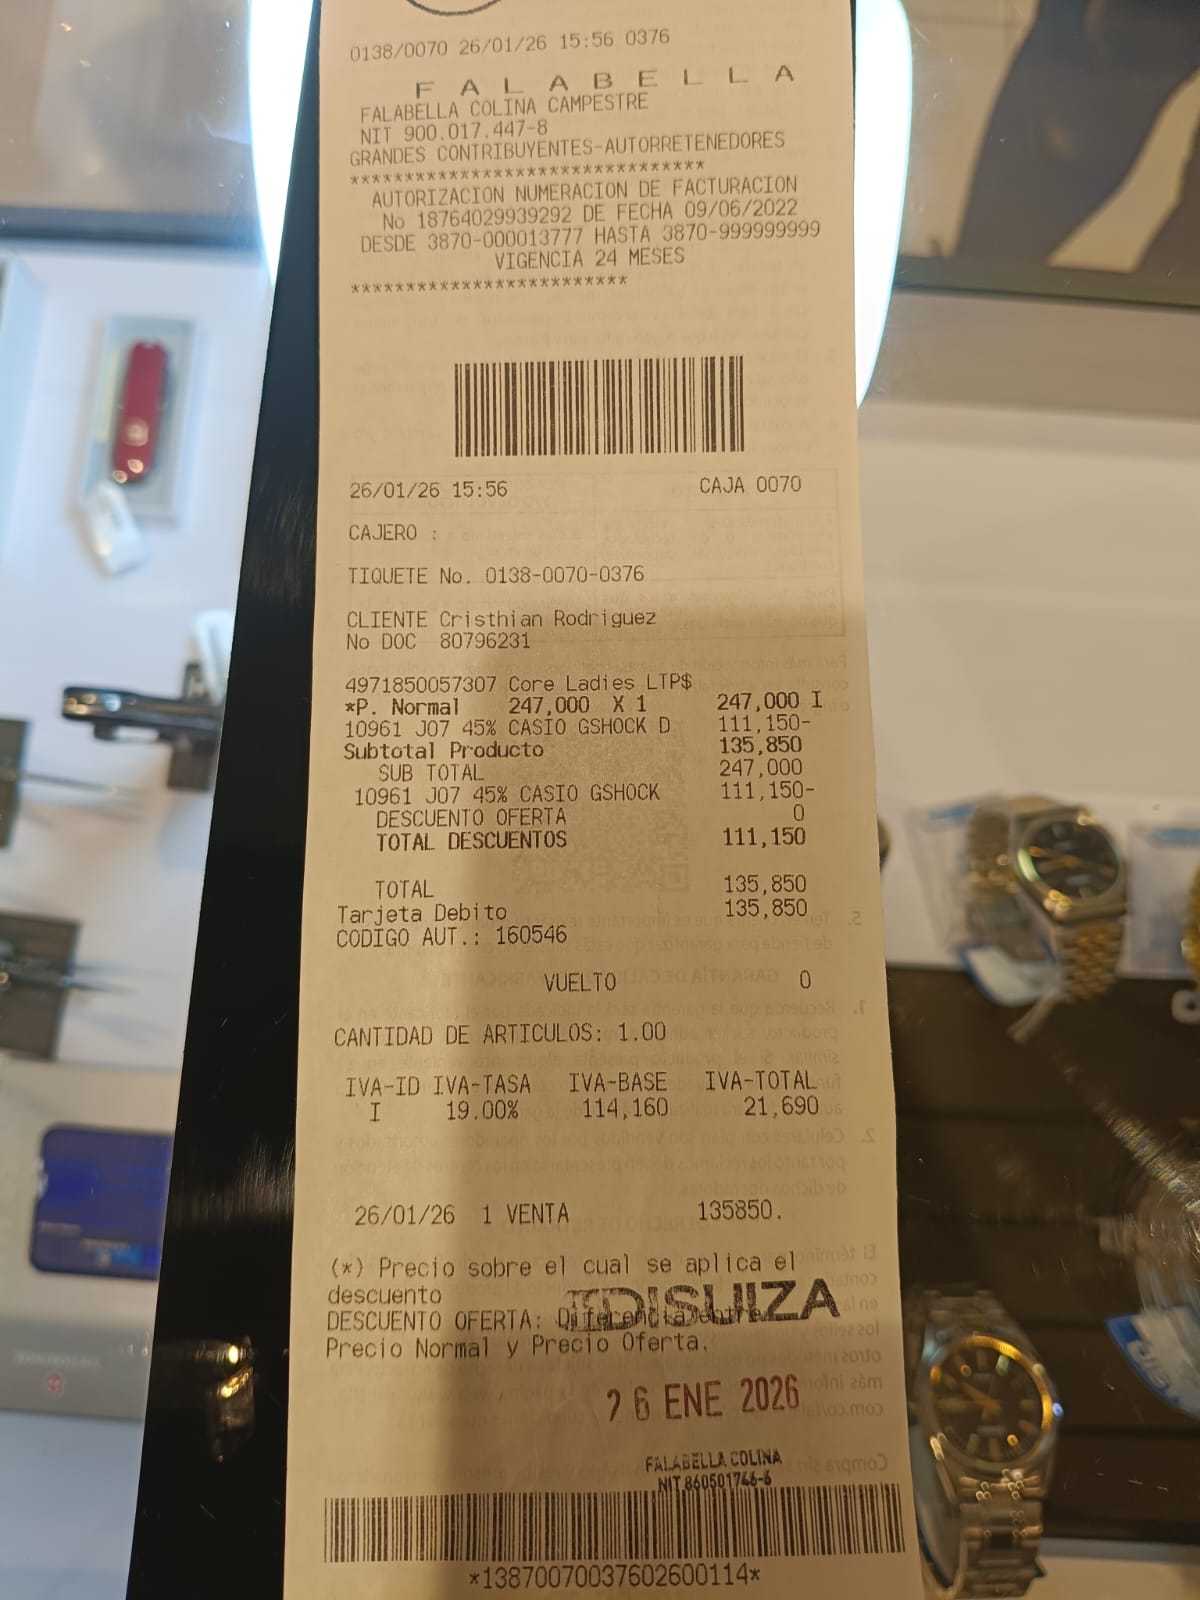 0138/0070 26/01/26 15:56 0376
F A L A B E L L A
FALABELLA COLINA CAMPESTRE
NIT 900.017.447-8
GRANDES CONTRIBUYENTES-AUTORRETENEDORES
*********************************
AUTORIZACION NUMERACION DE FACTURACION
No 18764029939292 DE FECHA 09/06/2022
DESDE 3870-000013777 HASTA 3870-999999999
VIGENCIA 24 MESES
*************************
26/01/26 15:56 CAJA 0070
CAJERO :
TIQUETE No. 0138-0070-0376
CLIENTE Cristhian Rodriguez
No DOC 80796231
4971850057307 Core Ladies LTP$
*P. Normal 247,000 X 1 247,000 I
10961 J07 45% CASIO GSHOCK D 111,150-
Subtotal Producto 135,850
SUB TOTAL 247,000
10961 J07 45% CASIO GSHOCK 111,150-
DESCUENTO OFERTA 0
TOTAL DESCUENTOS 111,150
TOTAL 135,850
Tarjeta Debito 135,850
CODIGO AUT.: 160546
VUELTO 0
CANTIDAD DE ARTICULOS: 1.00
IVA-ID IVA-TASA IVA-BASE IVA-TOTAL
I 19.00% 114,160 21,690
26/01/26 1 VENTA 135850.
(*) Precio sobre el cual se aplica el
descuento
DESCUENTO OFERTA: Diferencia entre
Precio Normal y Precio Oferta.
IDISUIZA
26 ENE 2026
FALABELLA COLINA
NIT 860501746-6
*13870070037602600114*